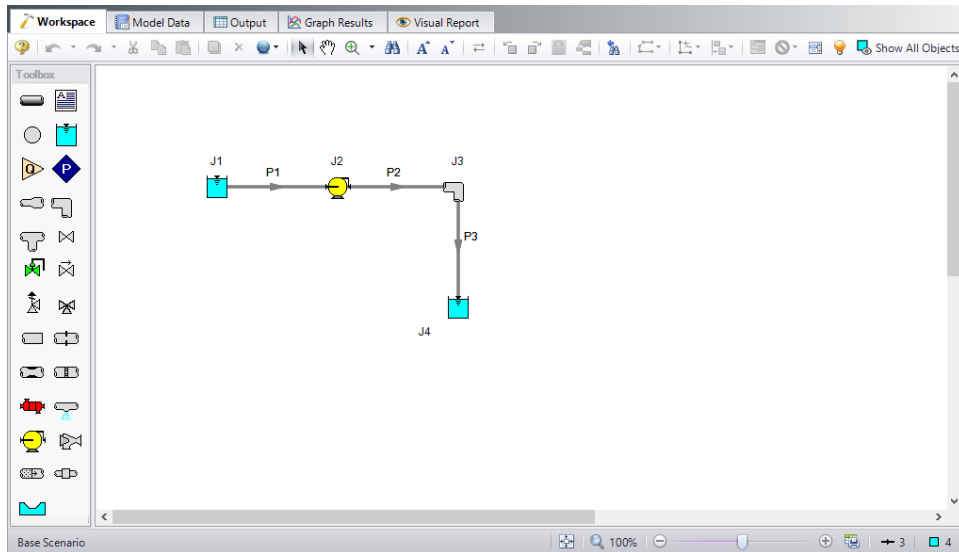 Workspace Model Data Output Graph Results Visual Report
Show All Objects
Toolbox
A
Q
P
J1
P1
J2
P2
J3
P3
J4
Base Scenario
100%
3
4